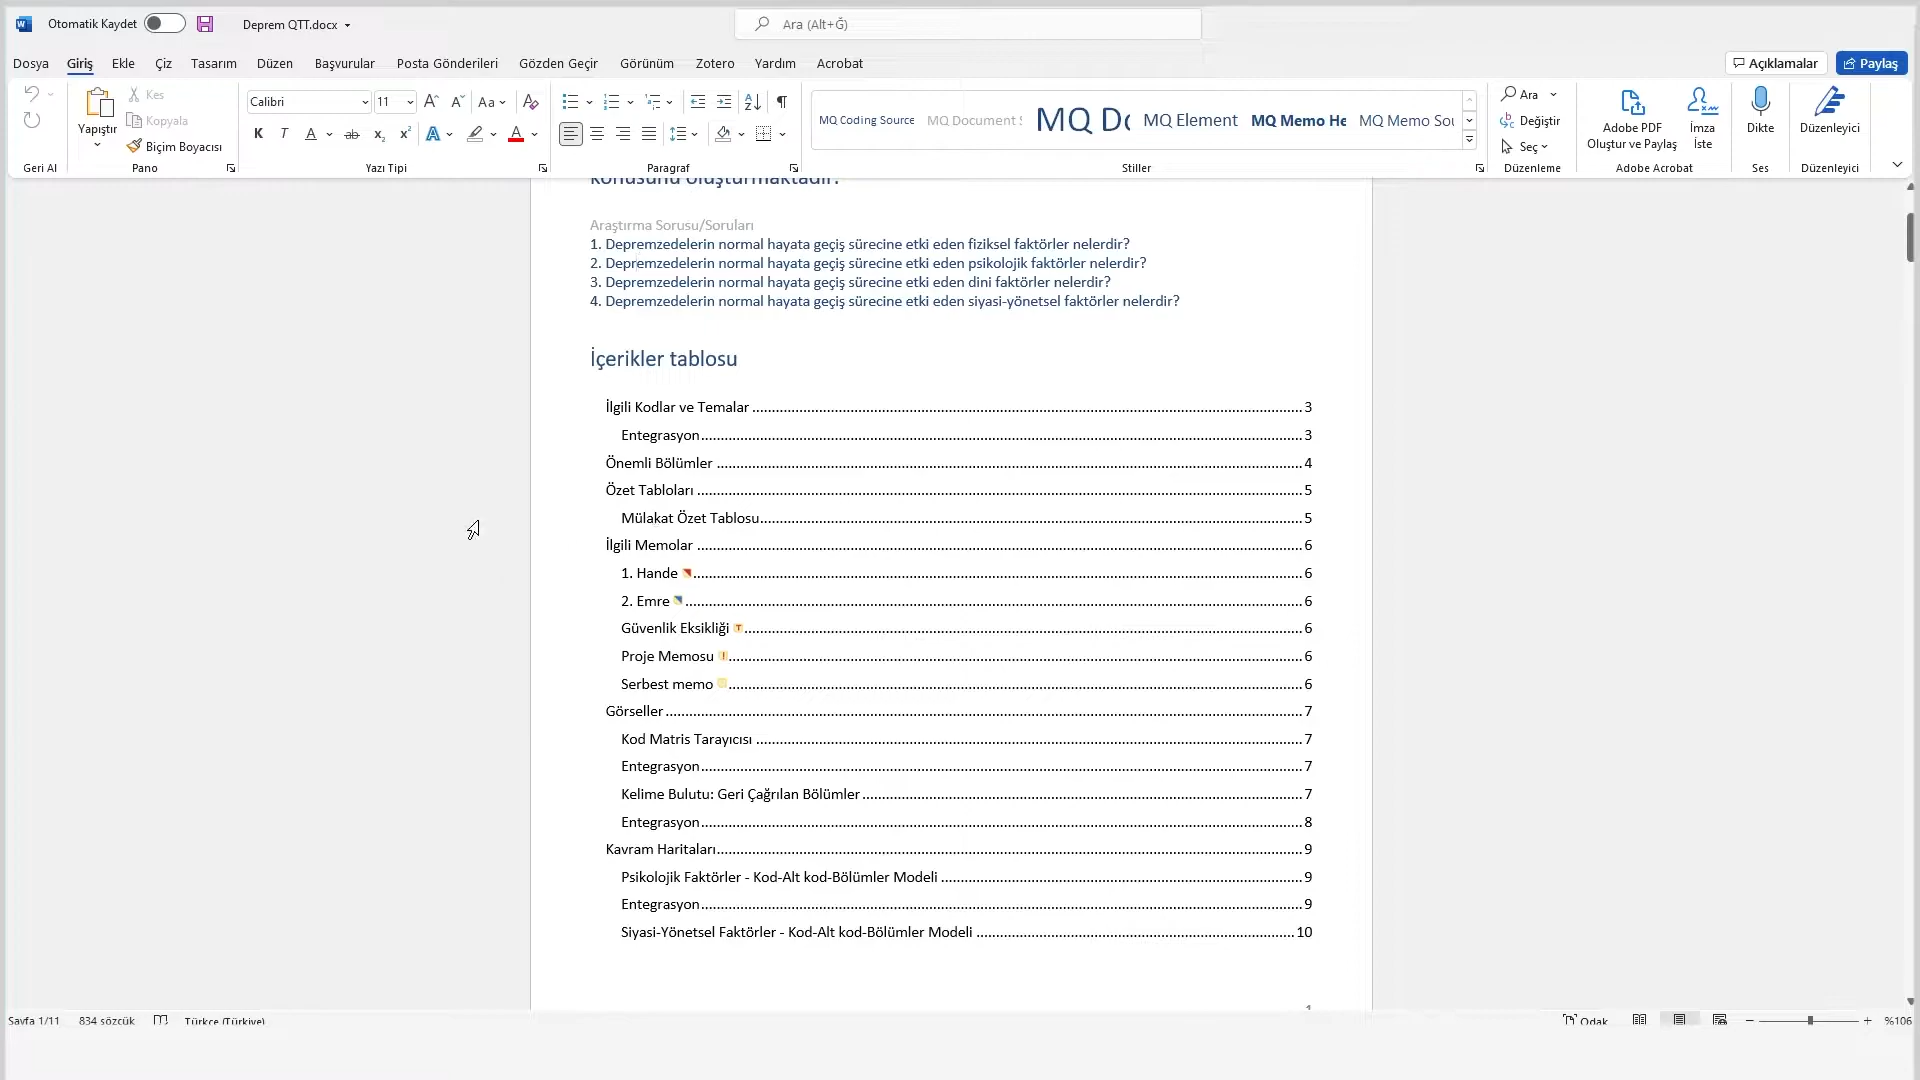 Otomatik Kaydet
Deprem QTT.docx
Ara (Alt+Ğ)
Dosya Giriş Ekle Çiz Tasarım Düzen Başvurular Posta Gönderileri Gözden Geçir Görünüm Zotero Yardım Acrobat
Açıklamalar
Paylaş
Yapıştır
Kes
Kopyala
Biçim Boyacısı
Calibri 11
MQ Coding Source MQ Document S MQ Do MQ Element MQ Memo He MQ Memo Sou
Ara
Değiştir
Seç
Adobe PDF
Oluştur ve Paylaş
İmza
İste
Dikte
Düzenleyici
Geri Al Pano Yazı Tipi Paragraf Stiller Düzenleme Adobe Acrobat Ses Düzenleyici
konusunu oluşturmaktadır.
Araştırma Sorusu/Soruları
1. Depremzedelerin normal hayata geçiş sürecine etki eden fiziksel faktörler nelerdir?
2. Depremzedelerin normal hayata geçiş sürecine etki eden psikolojik faktörler nelerdir?
3. Depremzedelerin normal hayata geçiş sürecine etki eden dini faktörler nelerdir?
4. Depremzedelerin normal hayata geçiş sürecine etki eden siyasi-yönetsel faktörler nelerdir?
İçerikler tablosu
İlgili Kodlar ve Temalar 3
Entegrasyon 3
Önemli Bölümler 4
Özet Tabloları 5
Mülakat Özet Tablosu 5
İlgili Memolar 6
1. Hande 6
2. Emre 6
Güvenlik Eksikliği 6
Proje Memosu 6
Serbest memo 6
Görseller 7
Kod Matris Tarayıcısı 7
Entegrasyon 7
Kelime Bulutu: Geri Çağrılan Bölümler 7
Entegrasyon 8
Kavram Haritaları 9
Psikolojik Faktörler - Kod-Alt kod-Bölümler Modeli 9
Entegrasyon 9
Siyasi-Yönetsel Faktörler - Kod-Alt kod-Bölümler Modeli 10
1
Sayfa 1/11 834 sözcük Türkçe (Türkiye)
Odak
%106